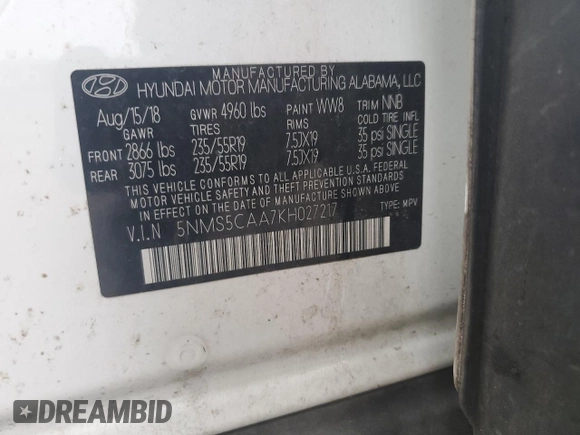 MANUFACTURED BY
HYUNDAI MOTOR MANUFACTURING ALABAMA, LLC
Aug/15/18 GVWR 4960 lbs PAINT WW8 TRIM NNB
GAWR TIRES RIMS COLD TIRE INFL
FRONT 2866 lbs 235/55R19 7.5JX19 35 psi SINGLE
REAR 3075 lbs 235/55R19 7.5JX19 35 psi SINGLE
THIS VEHICLE CONFORMS TO ALL APPLICABLE U.S.A. FEDERAL
MOTOR VEHICLE SAFETY AND THEFT PREVENTION
STANDARDS IN EFFECT ON THE DATE OF MANUFACTURE
SHOWN ABOVE.
V.I.N 5NMS5CAA7KH027217 TYPE: MPV
DREAMBID